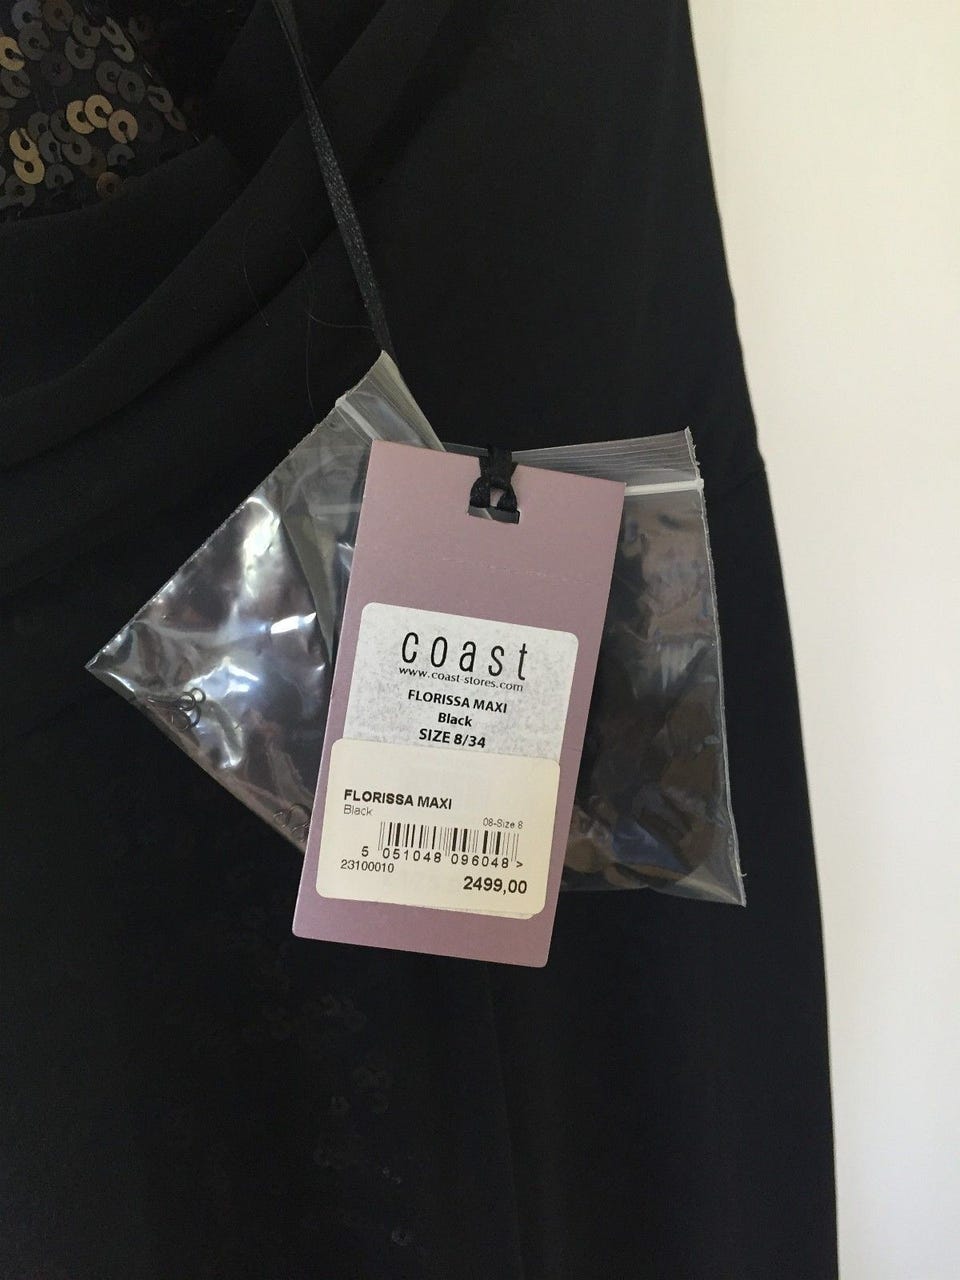 coast
www.coast-stores.com
FLORISSA MAXI
Black
SIZE 8/34
FLORISSA MAXI
Black
08-Size 8
5 051048 096048 >
23100010
2499,00